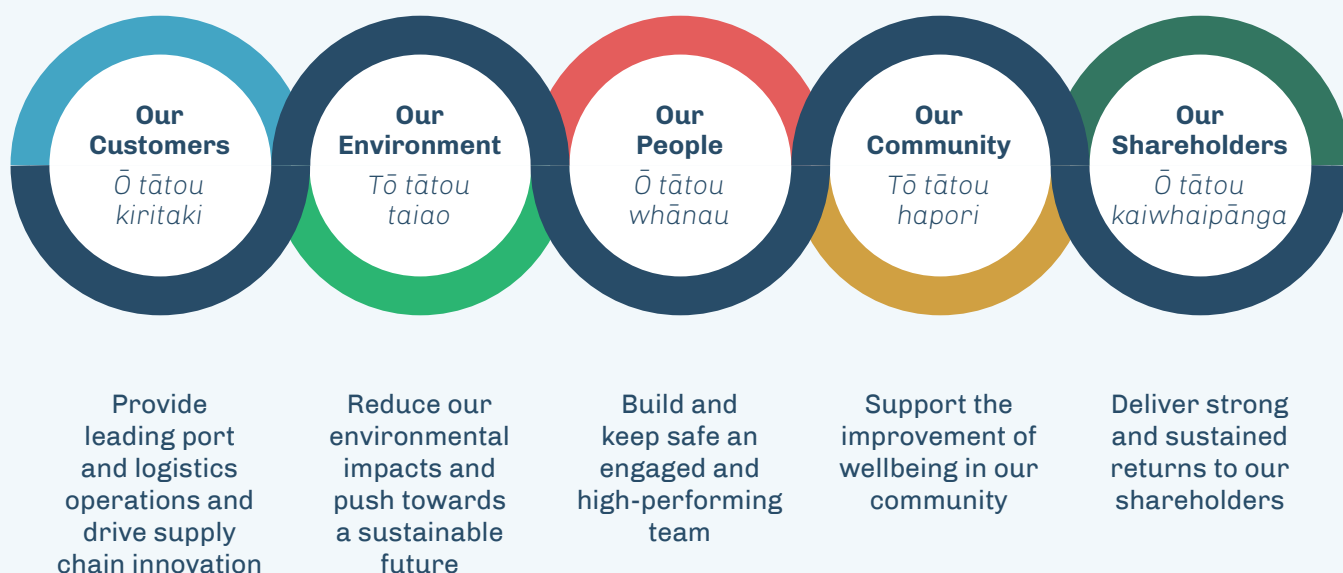 Our
Customers
Ō tātou
kiritaki
Our
Environment
Tō tātou
taiao
Our
People
Ō tātou
whānau
Our
Community
Tō tātou
hapori
Our
Shareholders
Ō tātou
kaiwhaipānga
Provide
leading port
and logistics
operations and
drive supply
chain innovation
Reduce our
environmental
impacts and
push towards
a sustainable
future
Build and
keep safe an
engaged and
high-performing
team
Support the
improvement of
wellbeing in our
community
Deliver strong
and sustained
returns to our
shareholders